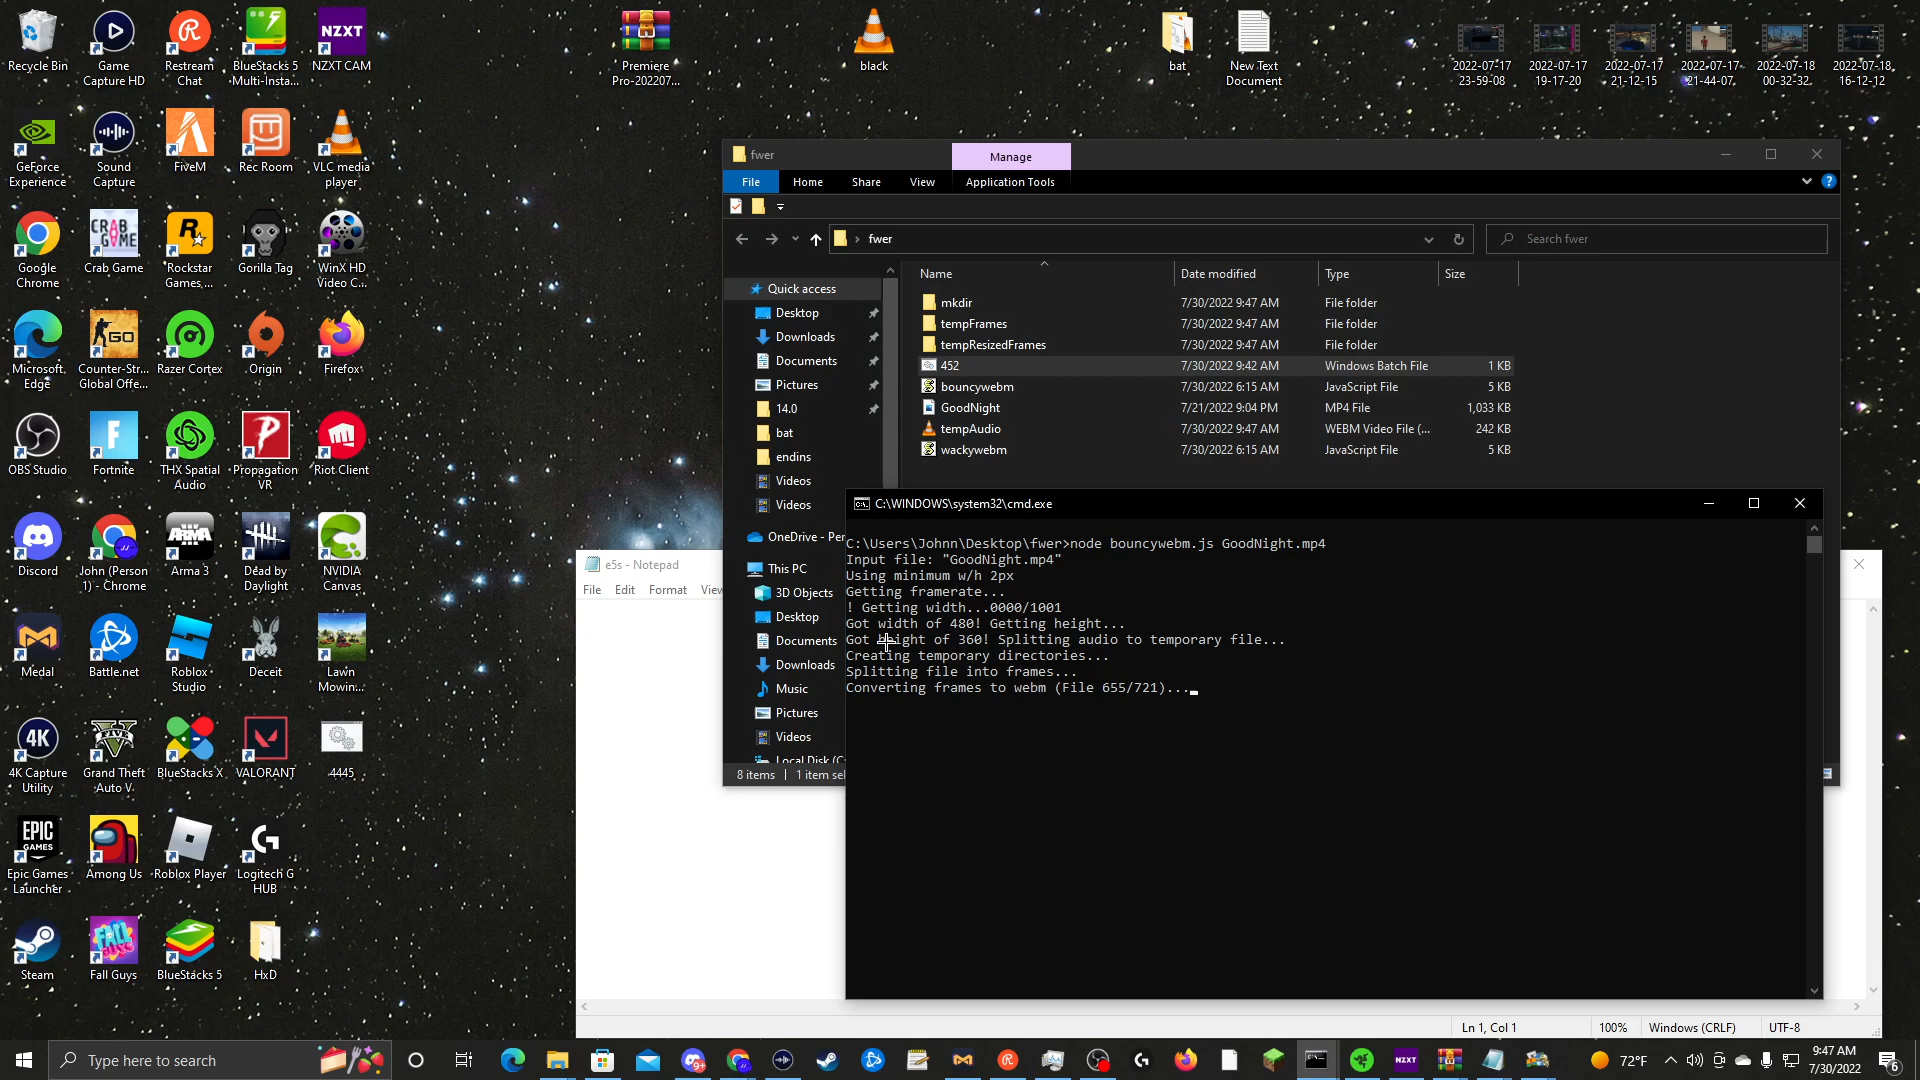 Recycle Bin
Game Capture HD
Restream Chat
BlueStacks 5 Multi-Insta...
NZXT
NZXT CAM
Premiere Pro-202207...
black
bat
New Text Document
2022-07-17 23-59-08
2022-07-17 19-17-20
2022-07-17 21-12-15
2022-07-17 21-44-07
2022-07-18 00-32-32
2022-07-18 16-12-12
GeForce Experience
Sound Capture
FiveM
Rec Room
VLC media player
Google Chrome
CRAB GAME
Crab Game
Rockstar Games ...
Gorilla Tag
WinX HD Video C...
Microsoft Edge
GO
Counter-Str... Global Offe...
Razer Cortex
Origin
Firefox
OBS Studio
Fortnite
THX Spatial Audio
Propagation VR
Riot Client
Discord
John (Person 1) - Chrome
ARMA
Arma 3
Dead by Daylight
NVIDIA Canvas
Medal
Battle.net
Roblox Studio
Deceit
Lawn Mowin...
4K
4K Capture Utility
FIVE
Grand Theft Auto V
BlueStacks X
VALORANT
4445
EPIC GAMES
Epic Games Launcher
Among Us
Roblox Player
Logitech G HUB
Steam
FALL GUYS
Fall Guys
BlueStacks 5
HxD
fwer
Manage
File
Home
Share
View
Application Tools
fwer
Search fwer
Name
Date modified
Type
Size
Quick access
Desktop
Downloads
Documents
Pictures
14.0
bat
endins
Videos
Videos
OneDrive - Per
This PC
3D Objects
Desktop
Documents
Downloads
Music
Pictures
Videos
Local Disk (C
mkdir 7/30/2022 9:47 AM File folder
tempFrames 7/30/2022 9:47 AM File folder
tempResizedFrames 7/30/2022 9:47 AM File folder
452 7/30/2022 9:42 AM Windows Batch File 1 KB
bouncywebm 7/30/2022 6:15 AM JavaScript File 5 KB
GoodNight 7/21/2022 9:04 PM MP4 File 1,033 KB
tempAudio 7/30/2022 9:47 AM WEBM Video File (... 242 KB
wackywebm 7/30/2022 6:15 AM JavaScript File 5 KB
8 items
1 item sel
C:\WINDOWS\system32\cmd.exe
C:\Users\Johnn\Desktop\fwer>node bouncywebm.js GoodNight.mp4
Input file: "GoodNight.mp4"
Using minimum w/h 2px
Getting framerate...
! Getting width...0000/1001
Got width of 480! Getting height...
Got height of 360! Splitting audio to temporary file...
Creating temporary directories...
Splitting file into frames...
Converting frames to webm (File 655/721)...
e5s - Notepad
File
Edit
Format
View
Ln 1, Col 1
100%
Windows (CRLF)
UTF-8
Type here to search
9+
NZXT
72°F
9:47 AM
7/30/2022
6